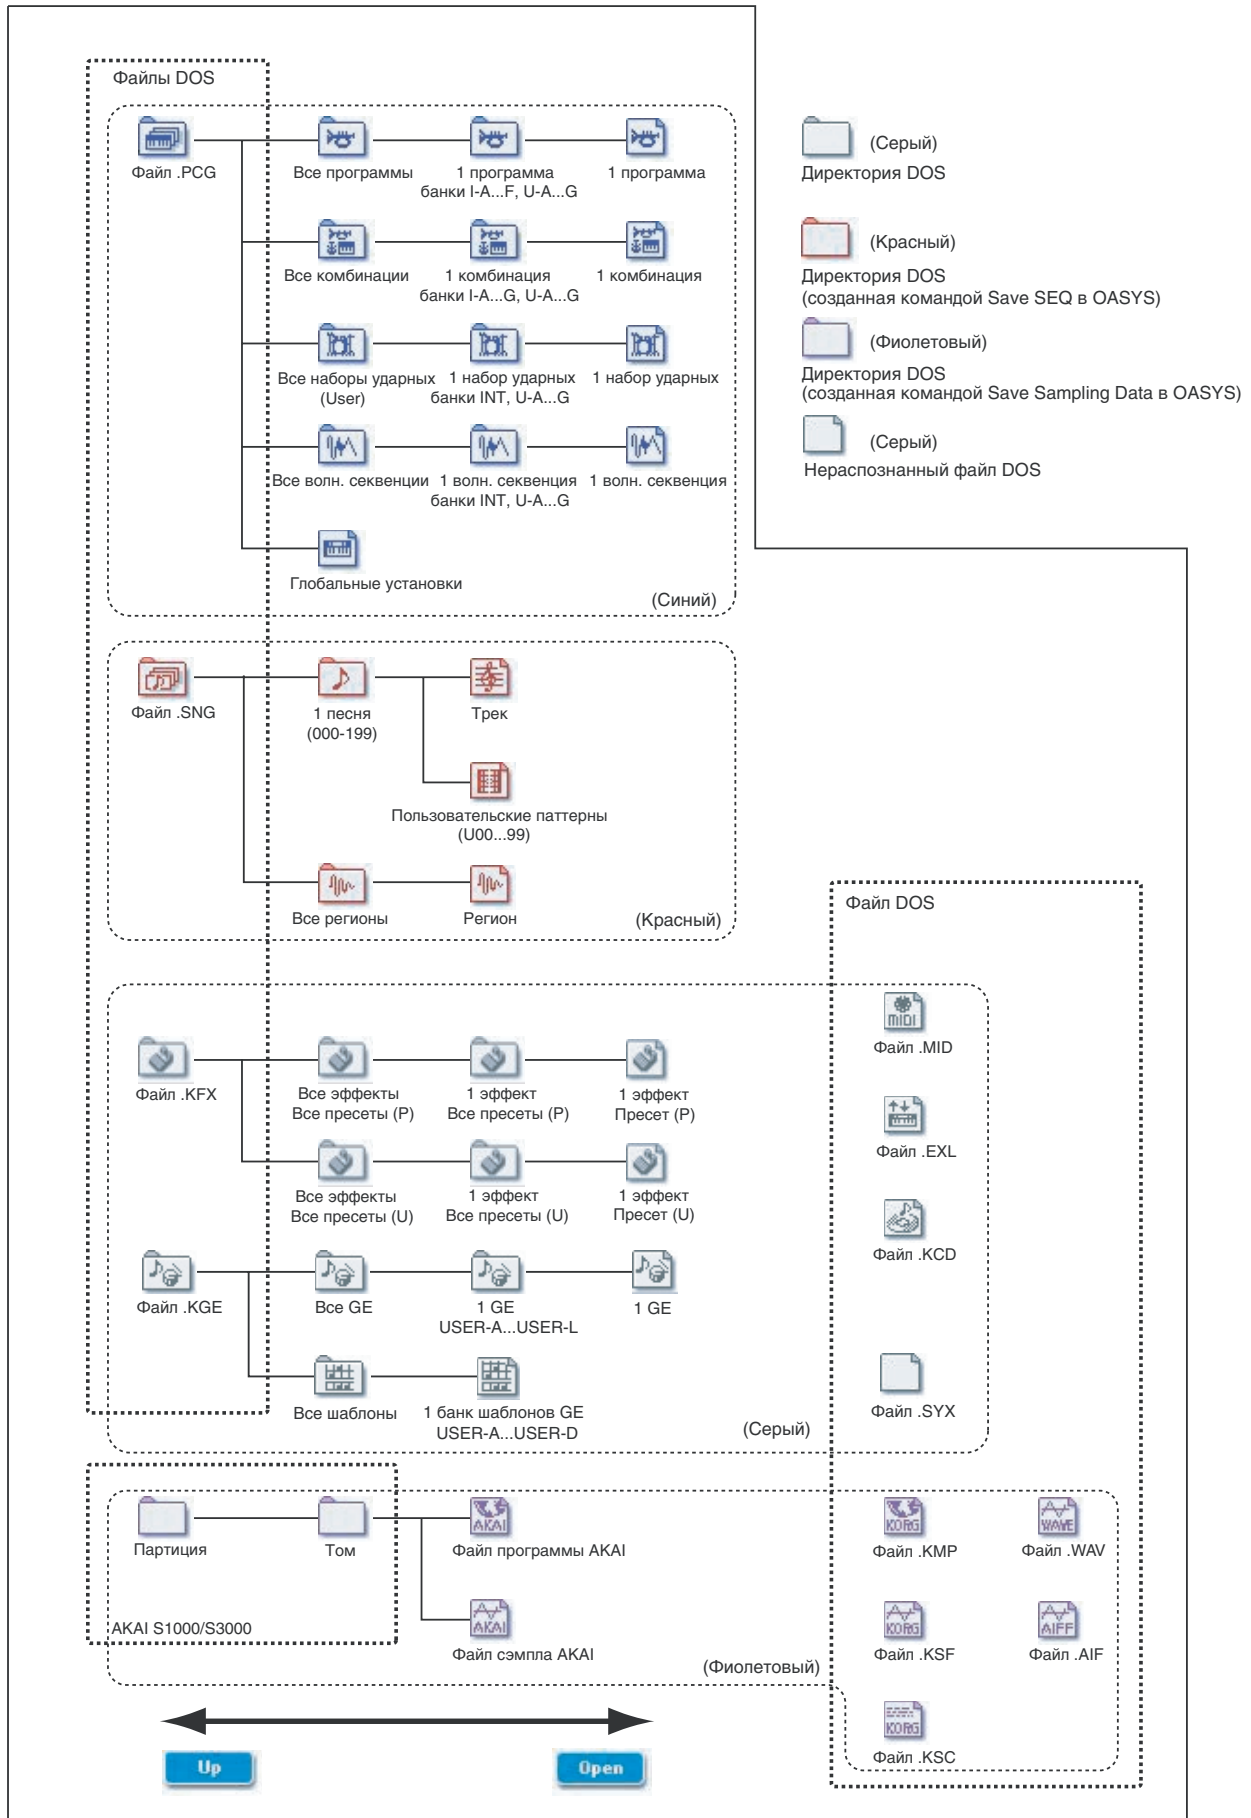 Файлы DOS
Файл .PCG
Все программы
1 программа
банки I-A...F, U-A...G
1 программа
Все комбинации
1 комбинация
банки I-A...G, U-A...G
1 комбинация
Все наборы ударных
(User)
1 набор ударных
банки INT, U-A...G
1 набор ударных
Все волн. секвенции
1 волн. секвенция
банки INT, U-A...G
1 волн. секвенция
Глобальные установки
(Синий)
(Серый)
Директория DOS
(Красный)
Директория DOS
(созданная командой Save SEQ в OASYS)
(Фиолетовый)
Директория DOS
(созданная командой Save Sampling Data в OASYS)
(Серый)
Нераспознанный файл DOS
Файл .SNG
1 песня
(000-199)
Трек
Пользовательские паттерны
(U00...99)
Все регионы
Регион
(Красный)
Файл DOS
Файл .KFX
Все эффекты
Все пресеты (P)
1 эффект
Все пресеты (P)
1 эффект
Пресет (P)
Все эффекты
Все пресеты (U)
1 эффект
Все пресеты (U)
1 эффект
Пресет (U)
Файл .KGE
Все GE
1 GE
USER-A...USER-L
1 GE
Все шаблоны
1 банк шаблонов GE
USER-A...USER-D
(Серый)
MIDI
Файл .MID
Файл .EXL
Файл .KCD
Файл .SYX
Партиция
Том
AKAI S1000/S3000
AKAI
Файл программы AKAI
AKAI
Файл сэмпла AKAI
(Фиолетовый)
KORG
Файл .KMP
WAVE
Файл .WAV
KORG
Файл .KSF
AIFF
Файл .AIF
KORG
Файл .KSC
Up
Open